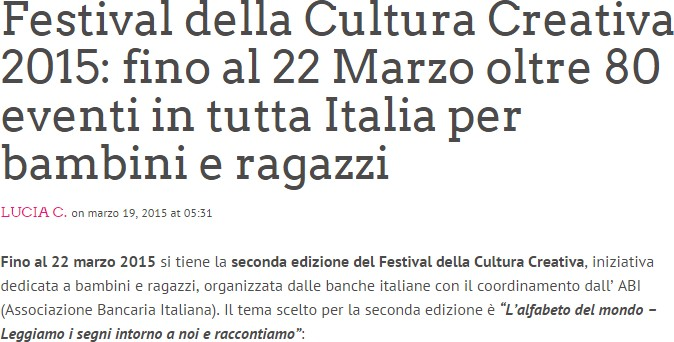 Festival della Cultura Creativa
2015: fino al 22 Marzo oltre 80
eventi in tutta Italia per
bambini e ragazzi
LUCIA C. on marzo 19, 2015 at 05:31
Fino al 22 marzo 2015 si tiene la seconda edizione del Festival della Cultura Creativa, iniziativa
dedicata a bambini e ragazzi, organizzata dalle banche italiane con il coordinamento dall' ABI
(Associazione Bancaria Italiana). Il tema scelto per la seconda edizione è “L'alfabeto del mondo –
Leggiamo i segni intorno a noi e raccontiamo”: